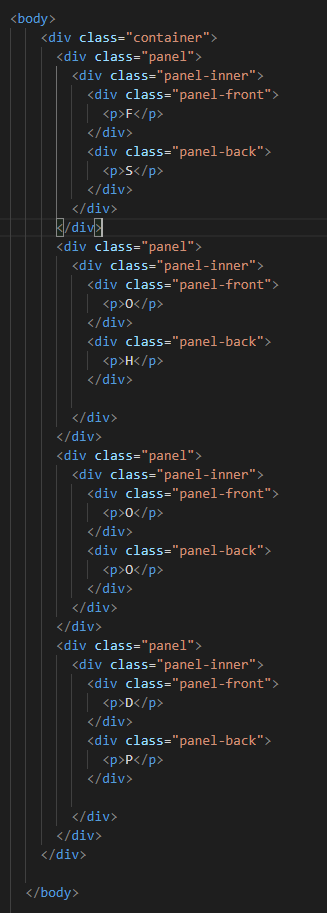 <body>
<div class="container">
<div class="panel">
<div class="panel-inner">
<div class="panel-front">
<p>F</p>
</div>
<div class="panel-back">
<p>S</p>
</div>
</div>
</div>
<div class="panel">
<div class="panel-inner">
<div class="panel-front">
<p>O</p>
</div>
<div class="panel-back">
<p>H</p>
</div>
</div>
</div>
<div class="panel">
<div class="panel-inner">
<div class="panel-front">
<p>O</p>
</div>
<div class="panel-back">
<p>O</p>
</div>
</div>
</div>
<div class="panel">
<div class="panel-inner">
<div class="panel-front">
<p>D</p>
</div>
<div class="panel-back">
<p>P</p>
</div>
</div>
</div>
</div>
</body>